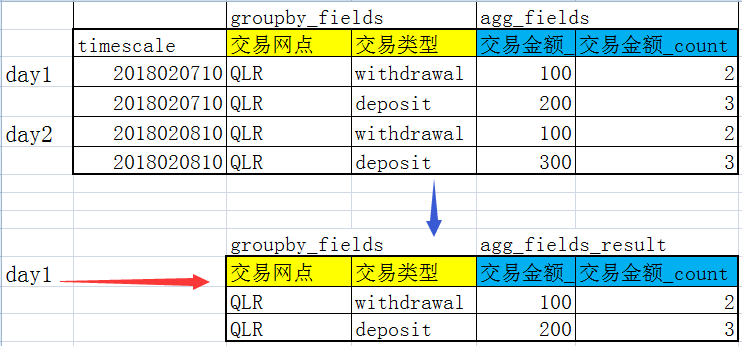 groupby_fields agg_fields
timescale 交易网点 交易类型 交易金额_ 交易金额_count
day1 2018020710 QLR withdrawal 100 2
2018020710 QLR deposit 200 3
day2 2018020810 QLR withdrawal 100 2
2018020810 QLR deposit 300 3
groupby_fields agg_fields_result
day1 交易网点 交易类型 交易金额_ 交易金额_count
QLR withdrawal 100 2
QLR deposit 200 3